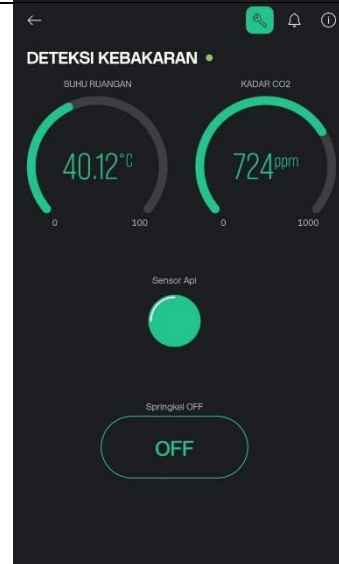 DETEKSI KEBAKARAN
SUHU RUANGAN
KADAR CO2
40.12°C
724ppm
0
100
0
1000
Sensor Api
Springkel OFF
OFF